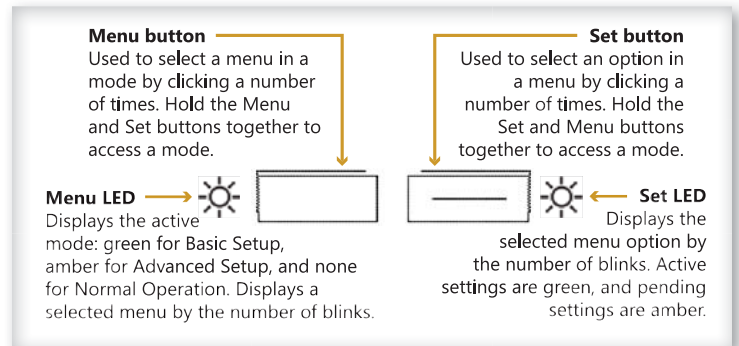 Menu button
Used to select a menu in a
mode by clicking a number
of times. Hold the Menu
and Set buttons together to
access a mode.
Set button
Used to select an option in
a menu by clicking a
number of times. Hold the
Set and Menu buttons
together to access a mode.
Menu LED
Displays the active
mode: green for Basic Setup,
amber for Advanced Setup, and none
for Normal Operation. Displays a
selected menu by the number of blinks.
Set LED
Displays the
selected menu option by
the number of blinks. Active
settings are green, and pending
settings are amber.